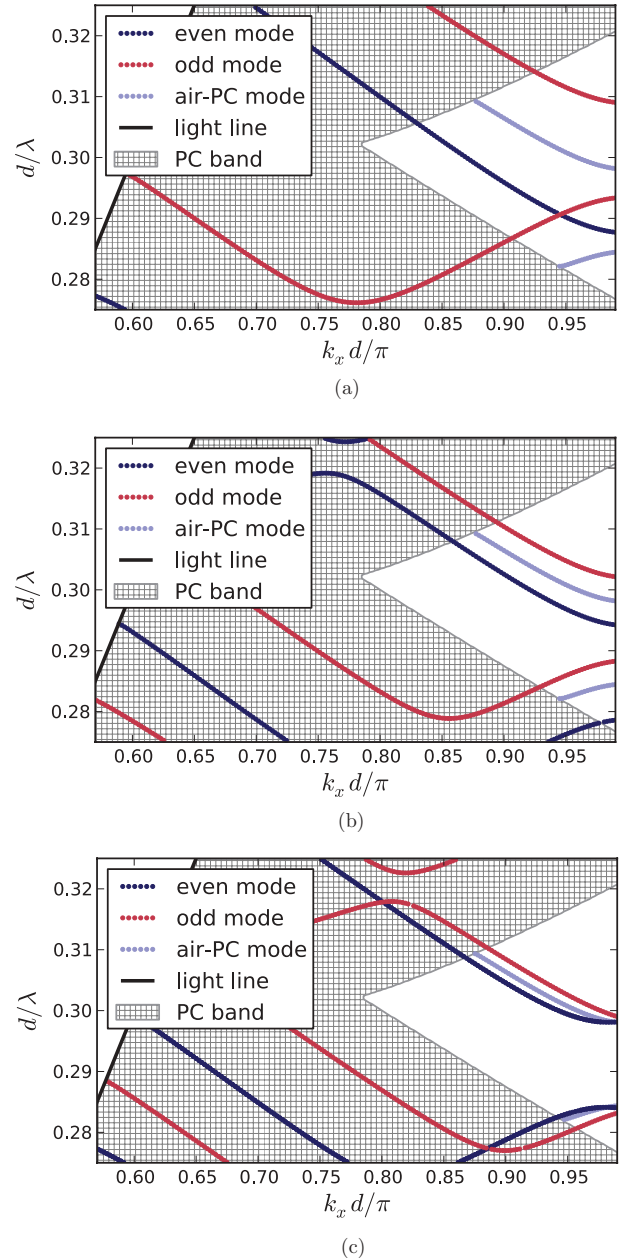 0.32
0.31
0.30
0.29
0.28
d/λ
even mode
odd mode
air-PC mode
light line
PC band
0.60 0.65 0.70 0.75 0.80 0.85 0.90 0.95
k_x d/π
(a)
0.32
0.31
0.30
0.29
0.28
d/λ
even mode
odd mode
air-PC mode
light line
PC band
0.60 0.65 0.70 0.75 0.80 0.85 0.90 0.95
k_x d/π
(b)
0.32
0.31
0.30
0.29
0.28
d/λ
even mode
odd mode
air-PC mode
light line
PC band
0.60 0.65 0.70 0.75 0.80 0.85 0.90 0.95
k_x d/π
(c)